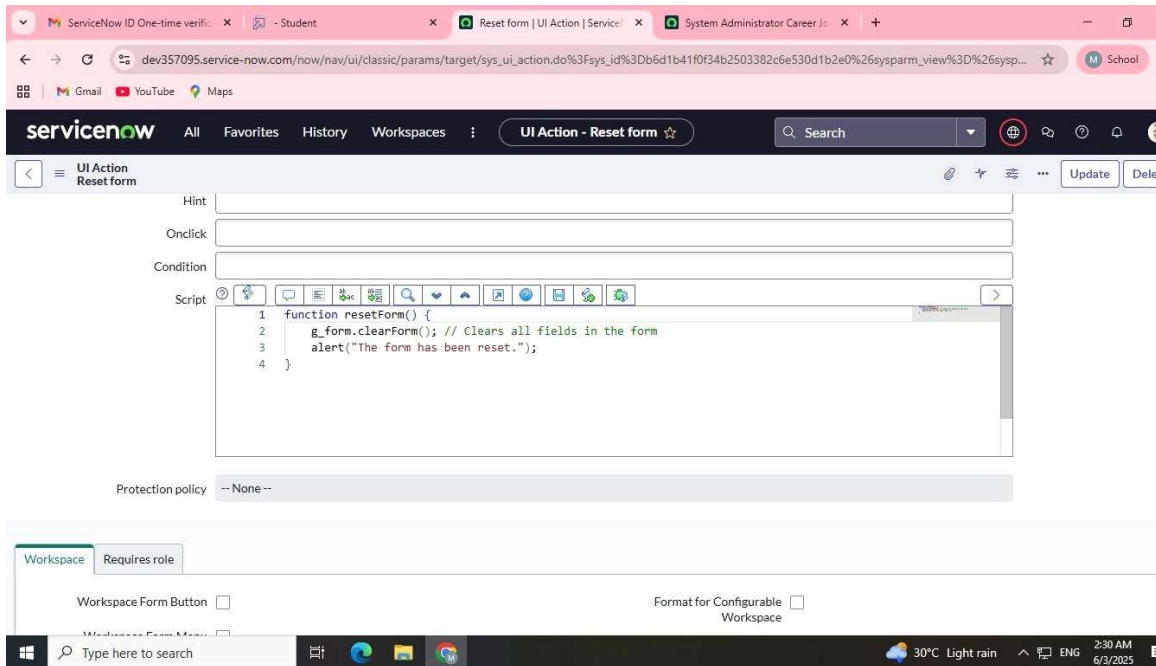 ServiceNow ID One-time verific
- Student
Reset form | UI Action | Service
System Administrator Career Jo
dev357095.service-now.com/now/nav/ui/classic/params/target/sys_ui_action.do%3Fsys_id%3Db6d1b41f0f34b2503382c6e530d1b2e0%26sysparm_view%3D%26sysp...
M School
Gmail YouTube Maps
servicenow All Favorites History Workspaces UI Action - Reset form Search
UI Action
Reset form
Update Dele
Hint
Onclick
Condition
Script
1 function resetForm() {
2 g_form.clearForm(); // Clears all fields in the form
3 alert("The form has been reset.");
4 }
Protection policy -- None --
Workspace Requires role
Workspace Form Button
Format for Configurable
Workspace
Workspace Form Menu
Type here to search
30°C Light rain ENG 2:30 AM
6/3/2025